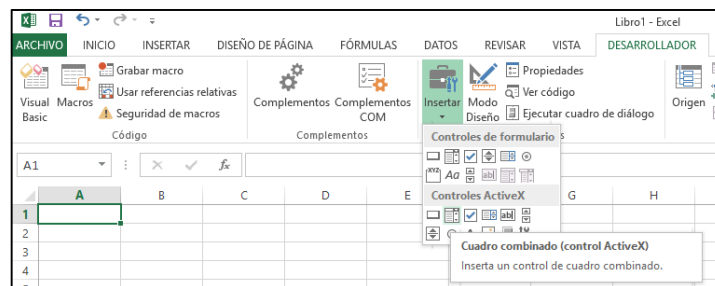 Libro1 - Excel
ARCHIVO INICIO INSERTAR DISEÑO DE PÁGINA FÓRMULAS DATOS REVISAR VISTA DESARROLLADOR
Visual Basic
Macros
Grabar macro
Usar referencias relativas
Seguridad de macros
Código
Complementos
Complementos COM
Complementos
Insertar
Modo Diseño
Propiedades
Ver código
Ejecutar cuadro de diálogo
Origen
Controles de formulario
XYZ Aa ab|
Controles ActiveX
ab|
A1 fx
A B C D E G H
1
2
3
4
Cuadro combinado (control ActiveX)
Inserta un control de cuadro combinado.